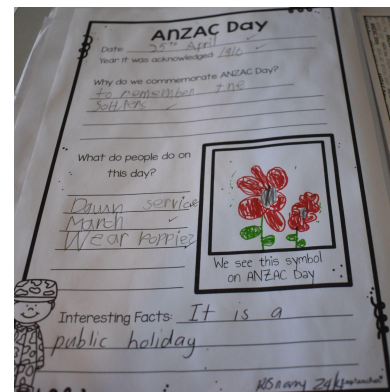 ANZAC Day
Date 25th April
Year it was acknowledged 1916
Why do we commemorate ANZAC Day?
to remember the
soltters
What do people do on
this day?
Dawn service
March
Wear poppies
We see this symbol
on ANZAC Day
Interesting Facts: It is a
public holiday